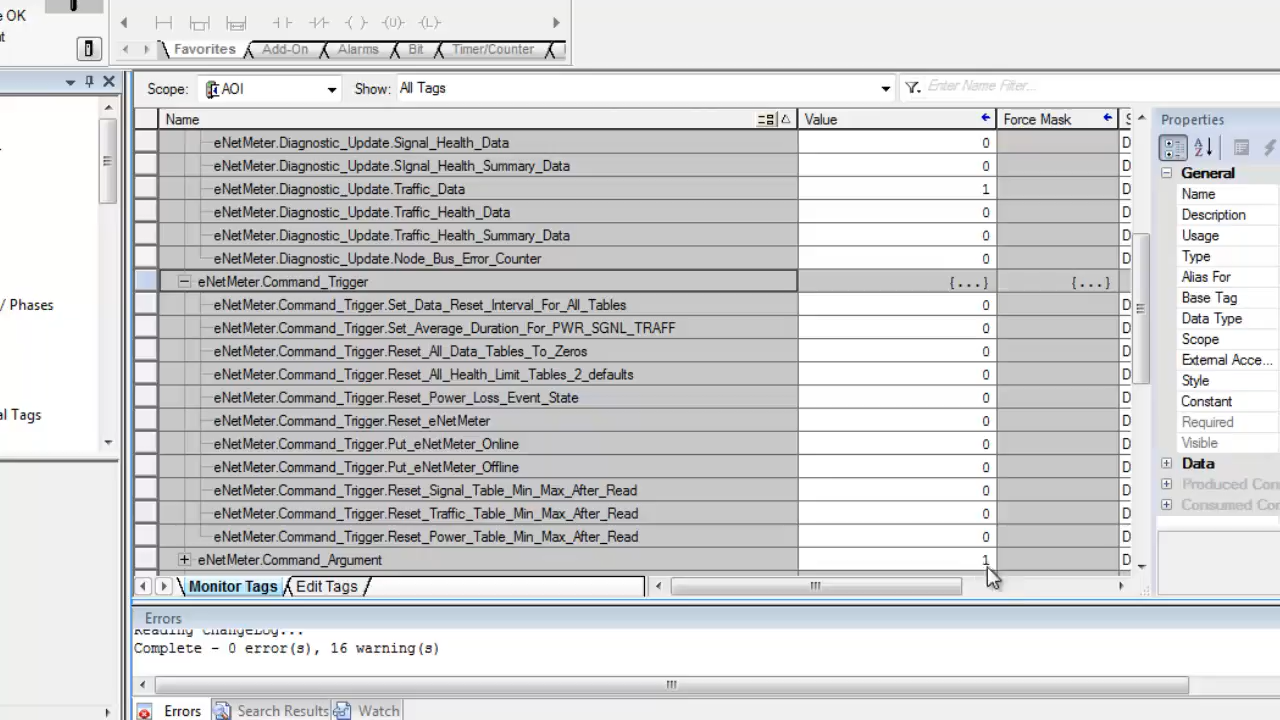 e OK
t
Favorites Add-On Alarms Bit Timer/Counter
Scope: AOI Show: All Tags Enter Name Filter...
Name Value Force Mask S
eNetMeter.Diagnostic_Update.Signal_Health_Data 0 D
eNetMeter.Diagnostic_Update.SIgnal_Health_Summary_Data 0 D
eNetMeter.Diagnostic_Update.Traffic_Data 1 D
eNetMeter.Diagnostic_Update.Traffic_Health_Data 0 D
eNetMeter.Diagnostic_Update.Traffic_Health_Summary_Data 0 D
eNetMeter.Diagnostic_Update.Node_Bus_Error_Counter 0 D
eNetMeter.Command_Trigger {...} {...} D
eNetMeter.Command_Trigger.Set_Data_Reset_Interval_For_All_Tables 0 D
eNetMeter.Command_Trigger.Set_Average_Duration_For_PWR_SGNL_TRAFF 0 D
eNetMeter.Command_Trigger.Reset_All_Data_Tables_To_Zeros 0 D
eNetMeter.Command_Trigger.Reset_All_Health_Limit_Tables_2_defaults 0 D
eNetMeter.Command_Trigger.Reset_Power_Loss_Event_State 0 D
eNetMeter.Command_Trigger.Reset_eNetMeter 0 D
eNetMeter.Command_Trigger.Put_eNetMeter_Online 0 D
eNetMeter.Command_Trigger.Put_eNetMeter_Offline 0 D
eNetMeter.Command_Trigger.Reset_Signal_Table_Min_Max_After_Read 0 D
eNetMeter.Command_Trigger.Reset_Traffic_Table_Min_Max_After_Read 0 D
eNetMeter.Command_Trigger.Reset_Power_Table_Min_Max_After_Read 0 D
eNetMeter.Command_Argument 1 D
Monitor Tags Edit Tags
/ Phases
al Tags
Properties
General
Name
Description
Usage
Type
Alias For
Base Tag
Data Type
Scope
External Acce...
Style
Constant
Required
Visible
Data
Produced Con
Consumed Co
Errors
Reading ChangeLog...
Complete - 0 error(s), 16 warning(s)
Errors Search Results Watch